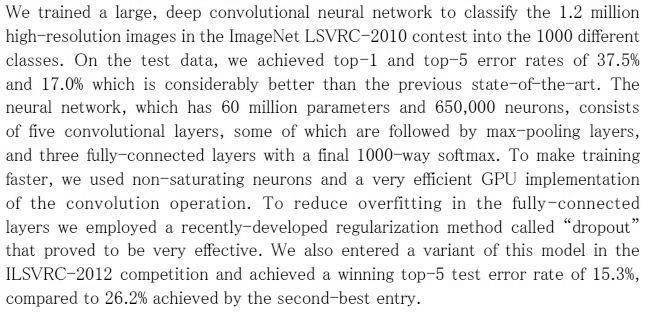 We trained a large, deep convolutional neural network to classify the 1.2 million
high-resolution images in the ImageNet LSVRC-2010 contest into the 1000 different
classes. On the test data, we achieved top-1 and top-5 error rates of 37.5%
and 17.0% which is considerably better than the previous state-of-the-art. The
neural network, which has 60 million parameters and 650,000 neurons, consists
of five convolutional layers, some of which are followed by max-pooling layers,
and three fully-connected layers with a final 1000-way softmax. To make training
faster, we used non-saturating neurons and a very efficient GPU implementation
of the convolution operation. To reduce overfitting in the fully-connected
layers we employed a recently-developed regularization method called “dropout”
that proved to be very effective. We also entered a variant of this model in the
ILSVRC-2012 competition and achieved a winning top-5 test error rate of 15.3%,
compared to 26.2% achieved by the second-best entry.